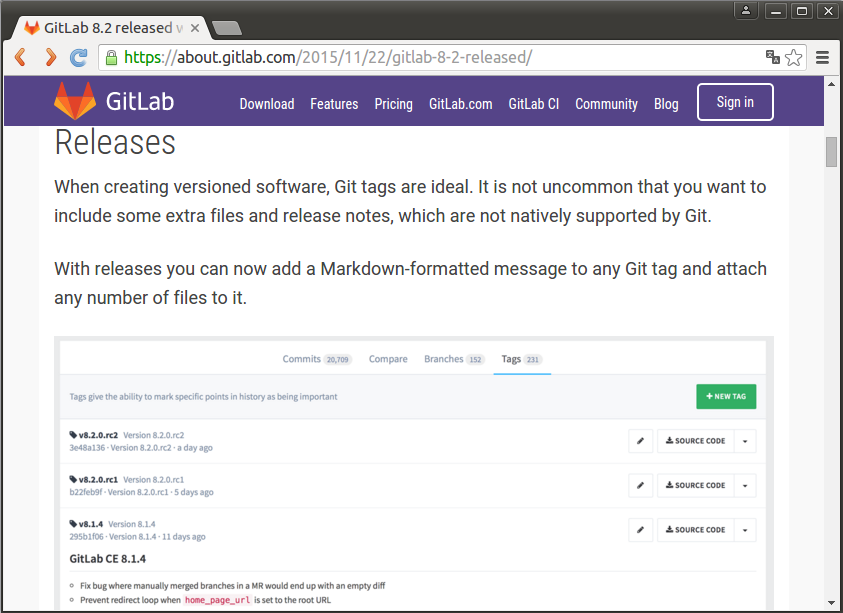 GitLab 8.2 released
https://about.gitlab.com/2015/11/22/gitlab-8-2-released/
GitLab
Download Features Pricing GitLab.com GitLab CI Community Blog Sign in
Releases
When creating versioned software, Git tags are ideal. It is not uncommon that you want to
include some extra files and release notes, which are not natively supported by Git.
With releases you can now add a Markdown-formatted message to any Git tag and attach
any number of files to it.
Commits 20,709 Compare Branches 152 Tags 231
Tags give the ability to mark specific points in history as being important
+ NEW TAG
v8.2.0.rc2 Version 8.2.0.rc2
3e48a136 · Version 8.2.0.rc2 · a day ago
SOURCE CODE
v8.2.0.rc1 Version 8.2.0.rc1
b22feb9f · Version 8.2.0.rc1 · 5 days ago
SOURCE CODE
v8.1.4 Version 8.1.4
295b1f06 · Version 8.1.4 · 11 days ago
SOURCE CODE
GitLab CE 8.1.4
Fix bug where manually merged branches in a MR would end up with an empty diff
Prevent redirect loop when home_page_url is set to the root URL